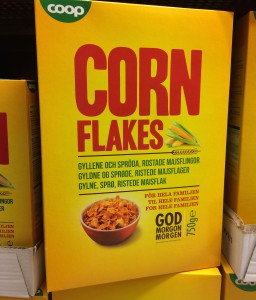 coop
CORN
FLAKES
GYLLENE OCH SPRÖDA, ROSTADE MAJSFLINGOR
GYLDNE OG SPRØDE, RISTEDE MAJSFLAGER
GYLNE, SPRØ, RISTEDE MAISFLAK
FÖR HELA FAMILJEN
TIL HELE FAMILIEN
FOR HELE FAMILIEN
GOD
MORGON
MORGEN
750g℮